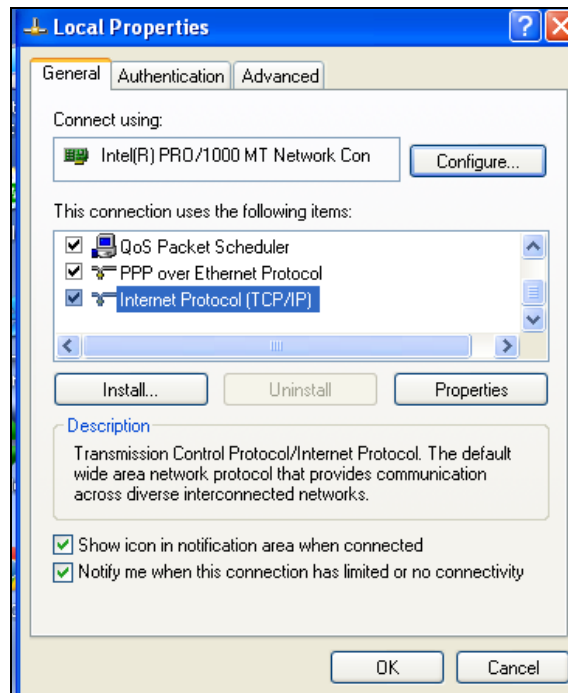 Local Properties
General Authentication Advanced
Connect using:
Intel(R) PRO/1000 MT Network Con Configure...
This connection uses the following items:
QoS Packet Scheduler
PPP over Ethernet Protocol
Internet Protocol (TCP/IP)
Install... Uninstall Properties
Description
Transmission Control Protocol/Internet Protocol. The default
wide area network protocol that provides communication
across diverse interconnected networks.
Show icon in notification area when connected
Notify me when this connection has limited or no connectivity
OK Cancel